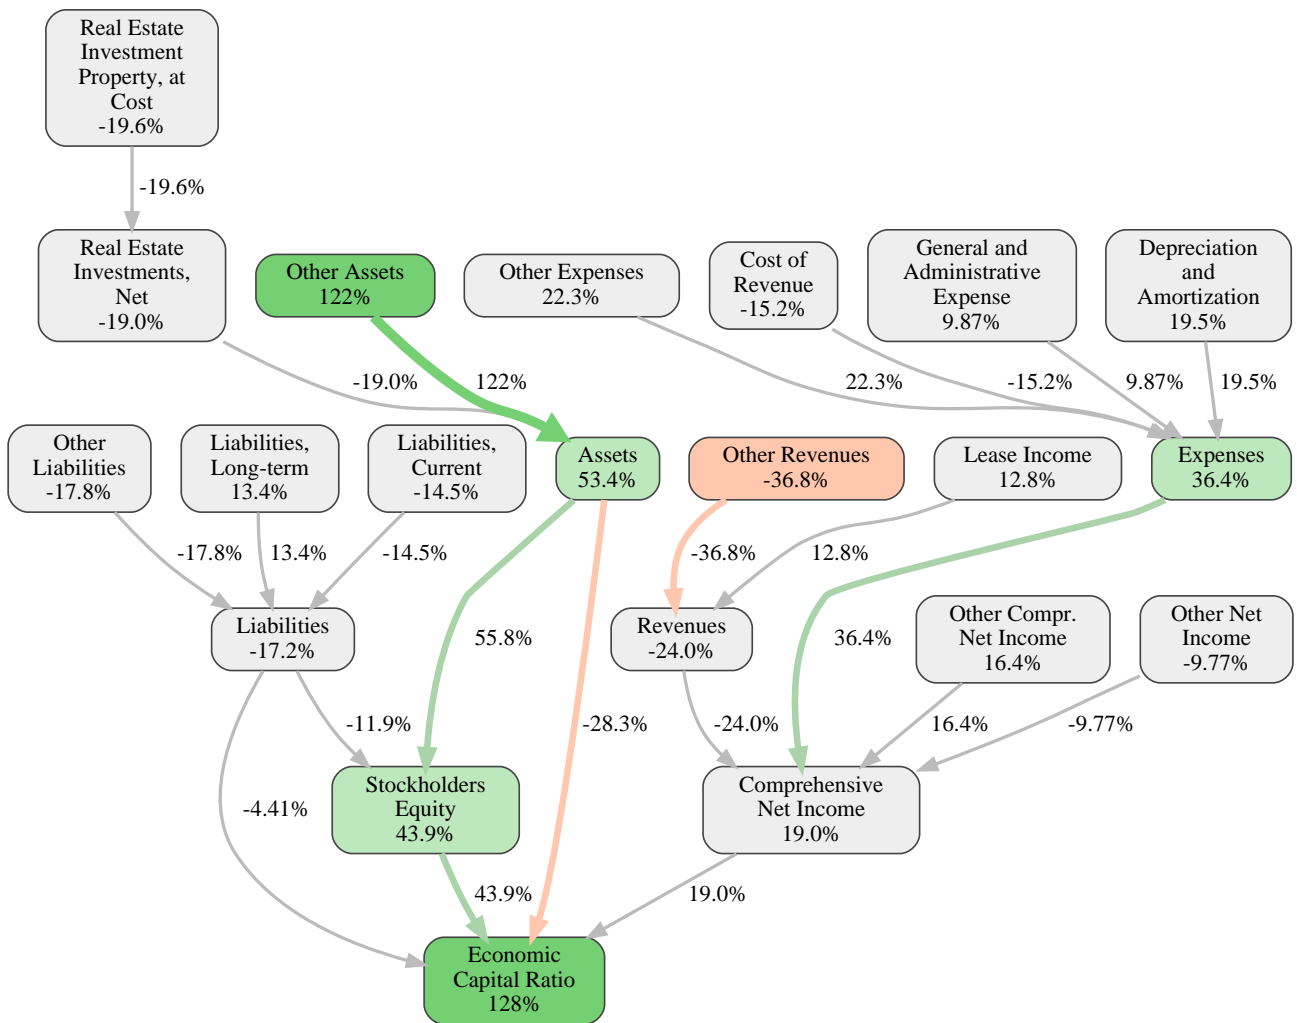 Real Estate
Investment
Property, at
Cost
-19.6%
-19.6%
Real Estate
Investments,
Net
-19.0%
Other Assets
122%
Other Expenses
22.3%
Cost of
Revenue
-15.2%
General and
Administrative
Expense
9.87%
Depreciation
and
Amortization
19.5%
-19.0%
122%
22.3%
-15.2%
9.87%
19.5%
Other
Liabilities
-17.8%
Liabilities,
Long-term
13.4%
Liabilities,
Current
-14.5%
Assets
53.4%
Other Revenues
-36.8%
Lease Income
12.8%
Expenses
36.4%
-17.8%
13.4%
-14.5%
-36.8%
12.8%
Liabilities
-17.2%
55.8%
Revenues
-24.0%
36.4%
Other Compr.
Net Income
16.4%
Other Net
Income
-9.77%
-11.9%
-28.3%
-24.0%
16.4%
-9.77%
-4.41%
Stockholders
Equity
43.9%
Comprehensive
Net Income
19.0%
43.9%
19.0%
Economic
Capital Ratio
128%